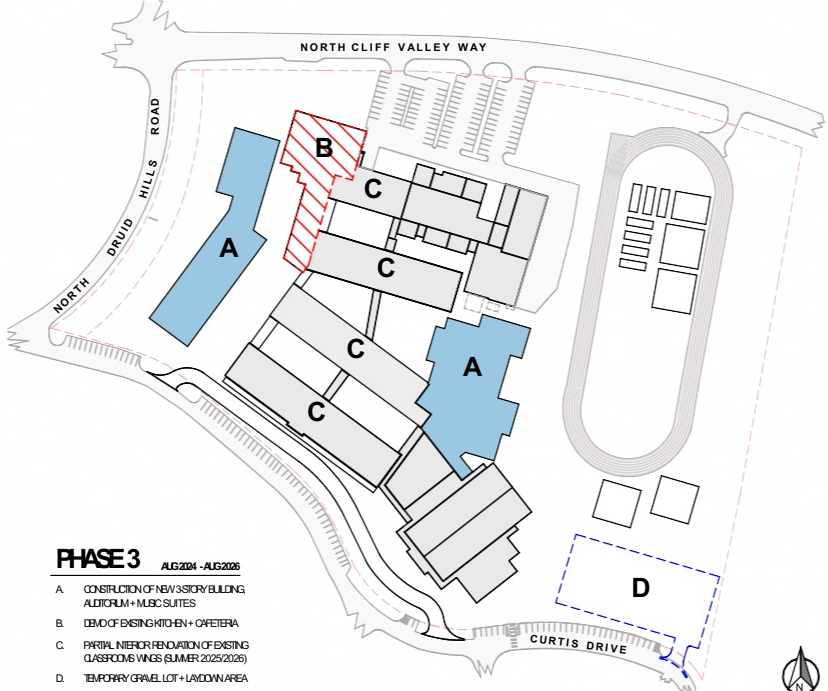 NORTH CLIFF VALLEY WAY
NORTH DRUID HILLS ROAD
B
C
A
C
C
A
C
D
CURTIS DRIVE
PHASE 3 AUG 2024 - AUG 2026
A. CONSTRUCTION OF NEW 3-STORY BUILDING,
AUDITORIUM + MUSIC SUITES
B. DEMO OF EXISTING KITCHEN + CAFETERIA
C. PARTIAL INTERIOR RENOVATION OF EXISTING
CLASSROOMS WINGS (SUMMER 2025/2026)
D. TEMPORARY GRAVEL LOT + LAYDOWN AREA
N